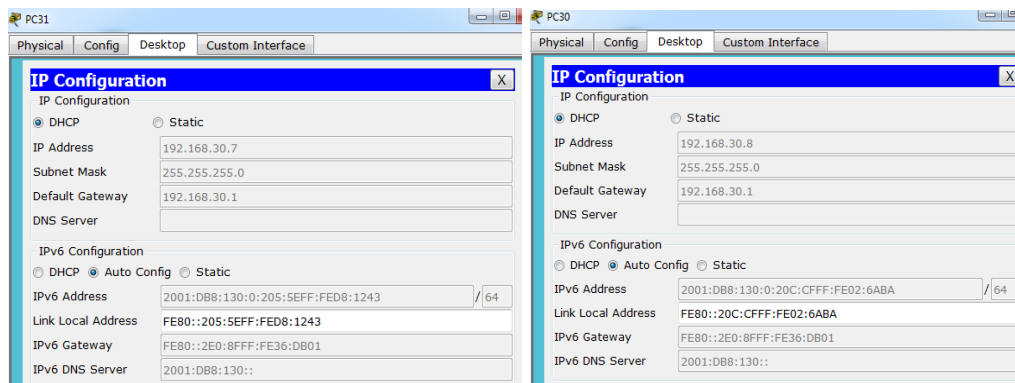 PC31
Physical Config Desktop Custom Interface
IP Configuration X
IP Configuration
DHCP Static
IP Address 192.168.30.7
Subnet Mask 255.255.255.0
Default Gateway 192.168.30.1
DNS Server
IPv6 Configuration
DHCP Auto Config Static
IPv6 Address 2001:DB8:130:0:205:5EFF:FED8:1243 / 64
Link Local Address FE80::205:5EFF:FED8:1243
IPv6 Gateway FE80::2E0:8FFF:FE36:DB01
IPv6 DNS Server 2001:DB8:130::
PC30
Physical Config Desktop Custom Interface
IP Configuration X
IP Configuration
DHCP Static
IP Address 192.168.30.8
Subnet Mask 255.255.255.0
Default Gateway 192.168.30.1
DNS Server
IPv6 Configuration
DHCP Auto Config Static
IPv6 Address 2001:DB8:130:0:20C:CFFF:FE02:6ABA / 64
Link Local Address FE80::20C:CFFF:FE02:6ABA
IPv6 Gateway FE80::2E0:8FFF:FE36:DB01
IPv6 DNS Server 2001:DB8:130::